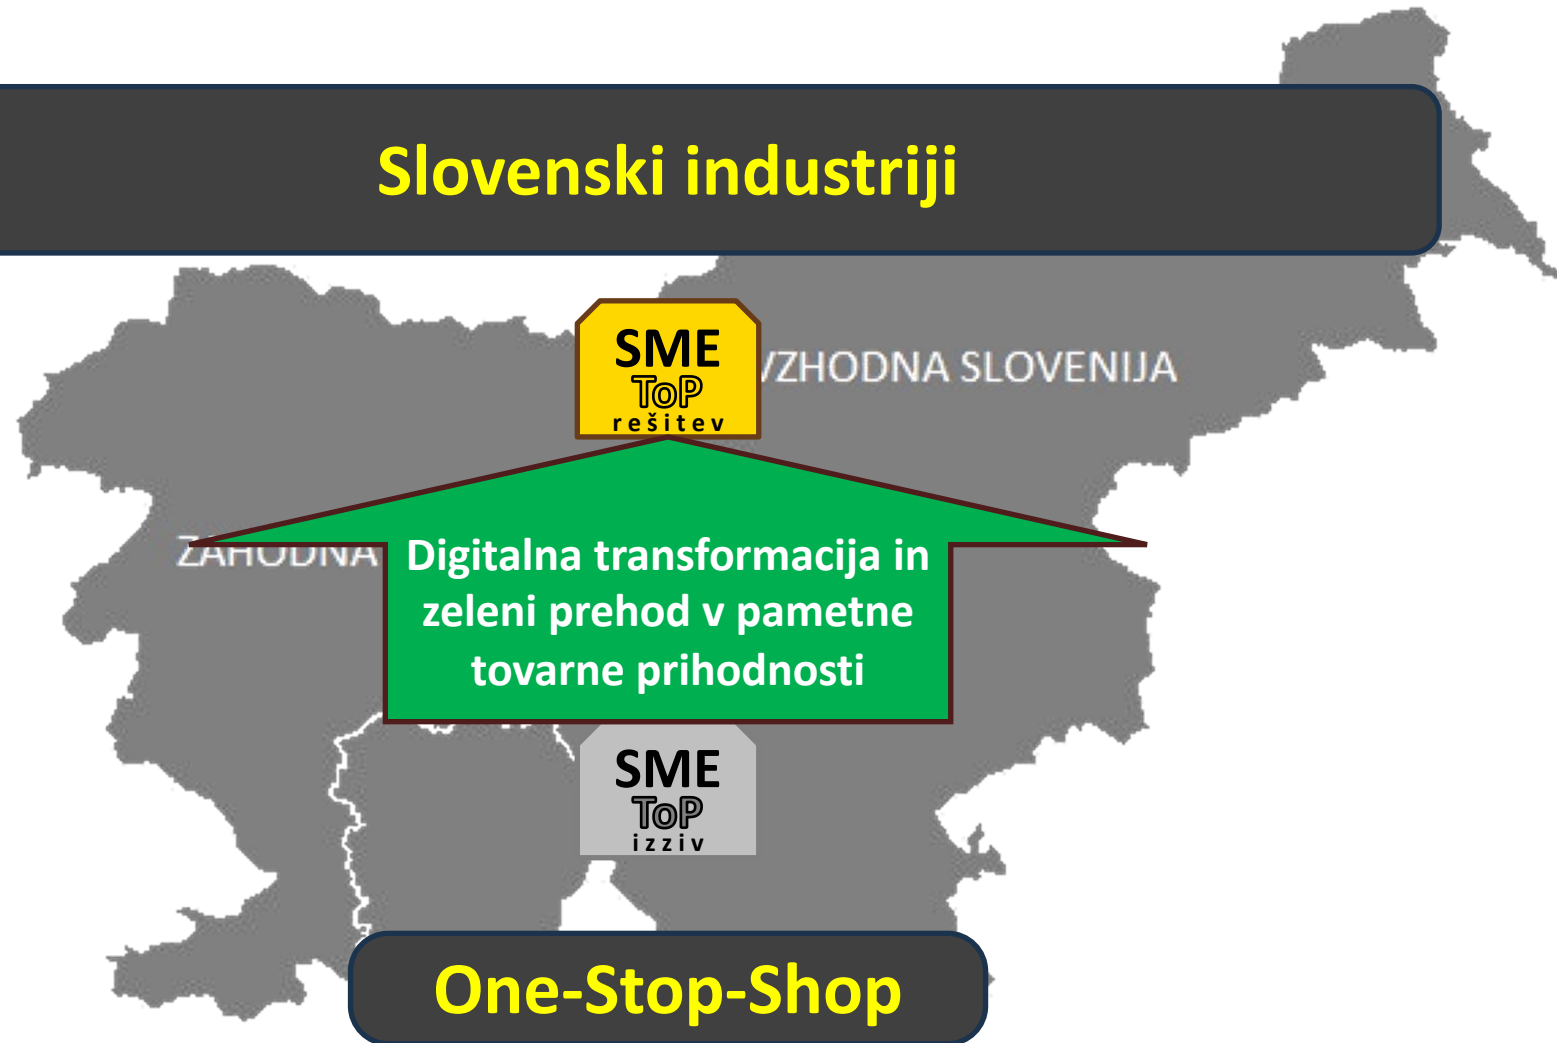 Slovenski industriji
SME
ToP
rešitev
VZHODNA SLOVENIJA
ZAHODNA
Digitalna transformacija in
zeleni prehod v pametne
tovarne prihodnosti
SME
ToP
izziv
One-Stop-Shop